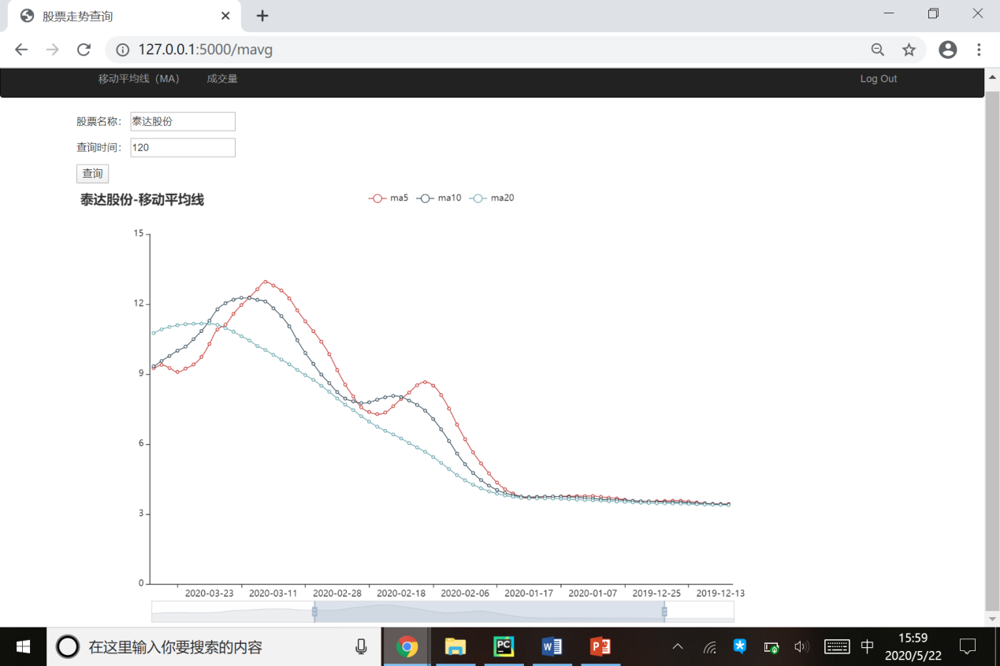 股票走势查询
127.0.0.1:5000/mavg
移动平均线（MA） 成交量 Log Out
股票名称： 泰达股份
查询时间： 120
查询
泰达股份-移动平均线 ma5 ma10 ma20
15
12
9
6
3
0
2020-03-23 2020-03-11 2020-02-28 2020-02-18 2020-02-06 2020-01-17 2020-01-07 2019-12-25 2019-12-13
在这里输入你要搜索的内容 PC W P 中 15:59
2020/5/22